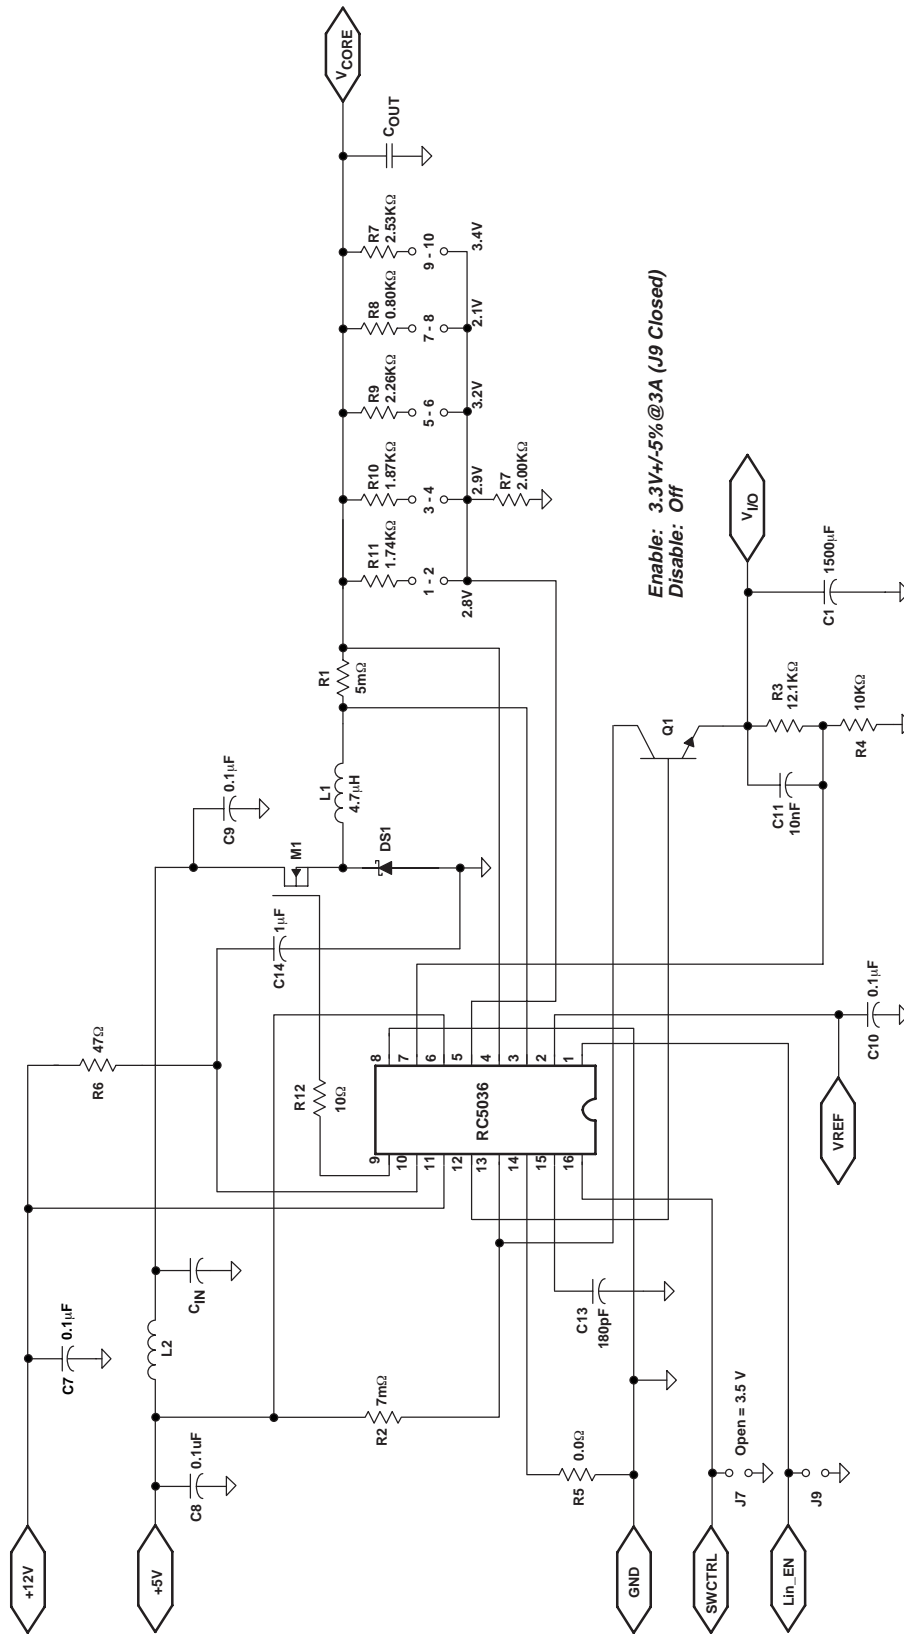 +12V
+5V
GND
SWCTRL
Lin_EN
C7 0.1µF
C8 0.1uF
L2
CIN
R2 7mΩ
R5 0.0Ω
J7 Open = 3.5 V
J9
C13
180pF
R6 47Ω
C14 1µF
R12
10Ω
RC5036
9
10
11
12
13
14
15
16
8
7
6
5
4
3
2
1
VREF
C10 0.1µF
C9 0.1µF
M1
DS1
L1
4.7µH
R1
5mΩ
R11
1.74KΩ
R10
1.87KΩ
R9
2.26KΩ
R8
0.80KΩ
R7
2.53KΩ
1 - 2
3 - 4
5 - 6
7 - 8
9 - 10
2.8V
2.9V
3.2V
2.1V
3.4V
R7
2.00KΩ
COUT
VCORE
Enable: 3.3V+/-5%@3A (J9 Closed)
Disable: Off
Q1
VI/O
C11
10nF
R3
12.1KΩ
R4
10KΩ
C1 1500µF